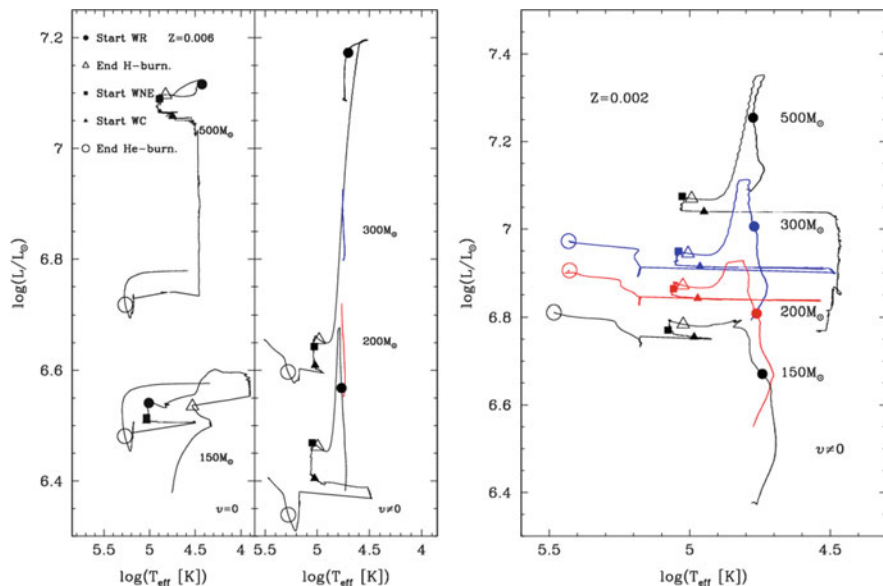 7.2
7
6.8
6.6
6.4
log(L/L⊙)
Start WR Z=0.006
End H-burn.
Start WNE
Start WC
End He-burn.
500M⊙
150M⊙
υ=0
300M⊙
200M⊙
υ≠0
5.5 5 4.5 4
5.5 5 4.5 4
log(T_eff [K])
log(T_eff [K])
7.4
7.2
7
6.8
6.6
6.4
log(L/L⊙)
Z=0.002
500M⊙
300M⊙
200M⊙
150M⊙
υ≠0
5.5 5 4.5
log(T_eff [K])